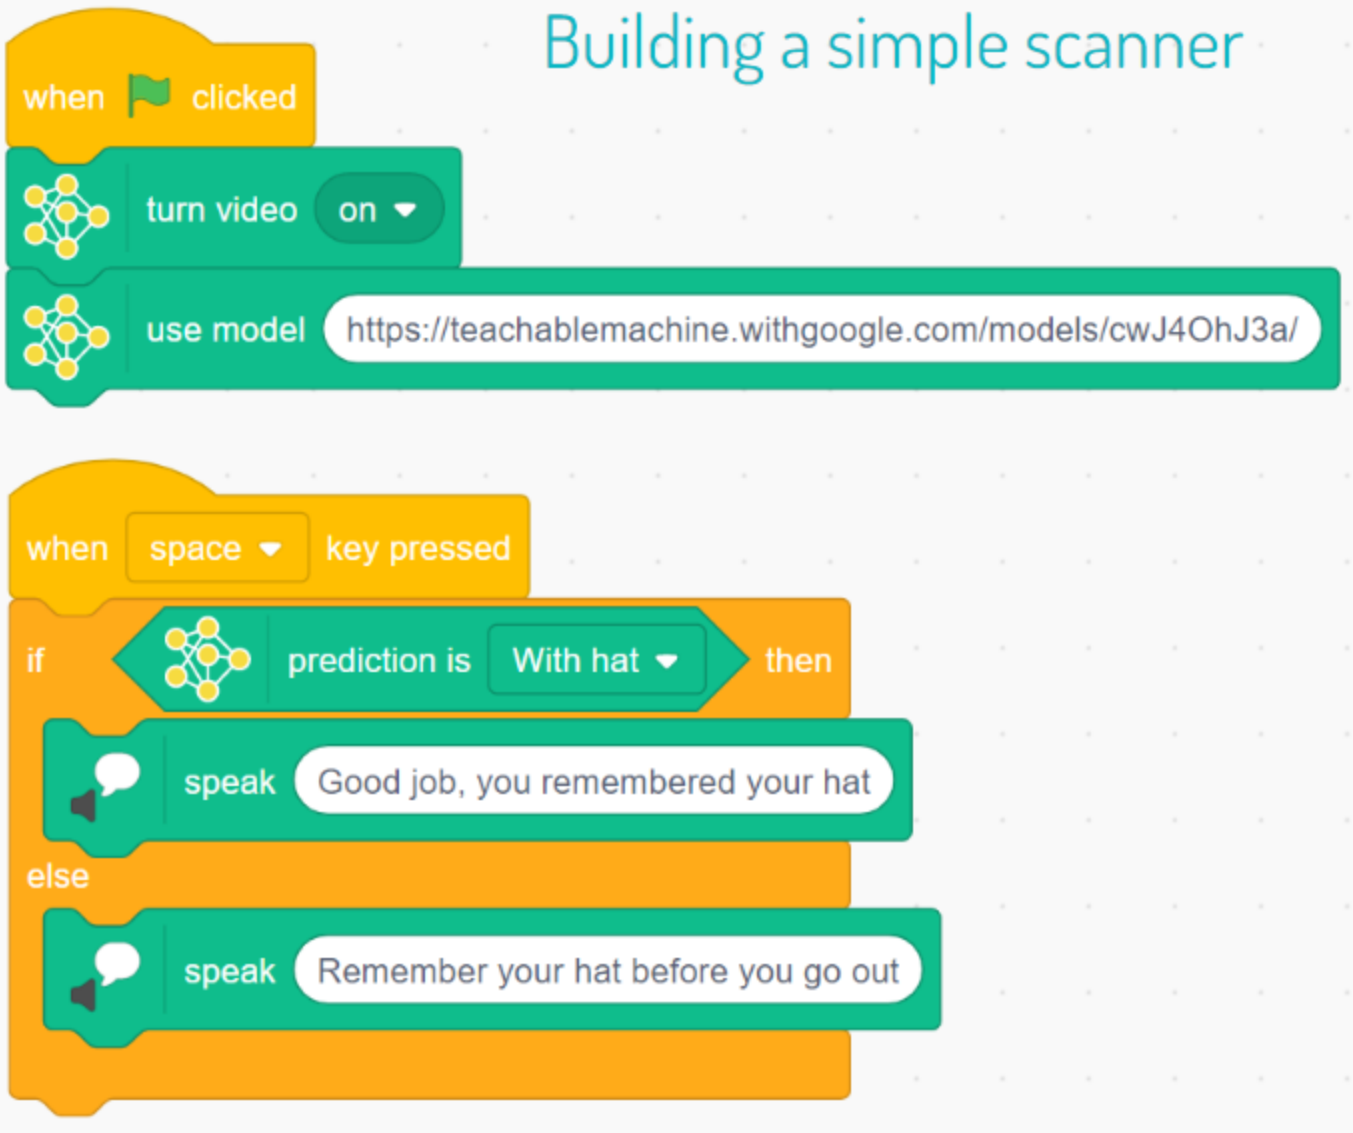 Building a simple scanner
when clicked
turn video on
use model https://teachablemachine.withgoogle.com/models/cwJ4OhJ3a/
when space key pressed
if prediction is With hat then
speak Good job, you remembered your hat
else
speak Remember your hat before you go out